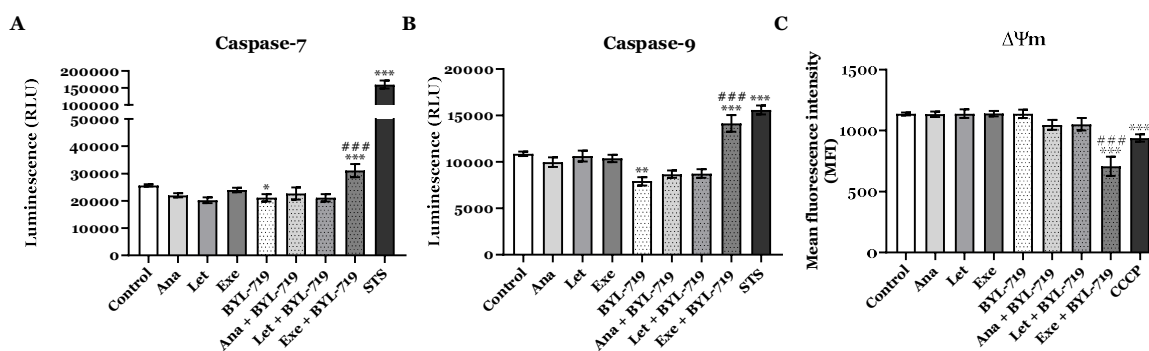 A
Caspase-7
Luminescence (RLU)
200000
150000
100000
50000
40000
30000
20000
10000
0
*
###
***
***
Control
Ana
Let
Exe
BYL-719
Ana + BYL-719
Let + BYL-719
Exe + BYL-719
STS
B
Caspase-9
Luminescence (RLU)
20000
15000
10000
5000
0
**
###
***
***
Control
Ana
Let
Exe
BYL-719
Ana + BYL-719
Let + BYL-719
Exe + BYL-719
STS
C
ΔΨm
Mean fluorescence intensity
(MFI)
1500
1000
500
0
###
***
***
Control
Ana
Let
Exe
BYL-719
Ana + BYL-719
Let + BYL-719
Exe + BYL-719
CCCP